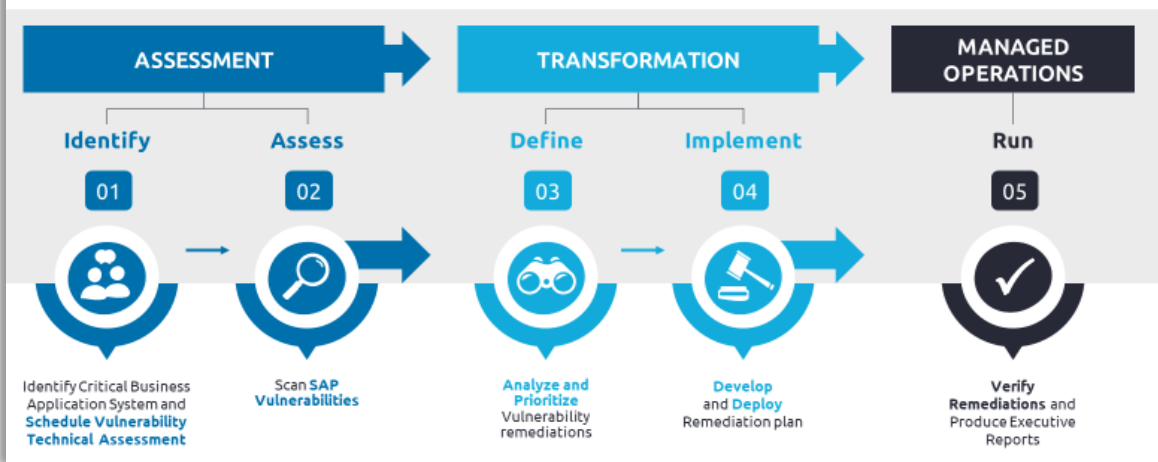 ASSESSMENT
TRANSFORMATION
MANAGED
OPERATIONS
Identify
Assess
Define
Implement
Run
01
02
03
04
05
Identify Critical Business
Application System and
Schedule Vulnerability
Technical Assessment
Scan SAP
Vulnerabilities
Analyze and
Prioritize
Vulnerability
remediations
Develop
and Deploy
Remediation plan
Verify
Remediations and
Produce Executive
Reports